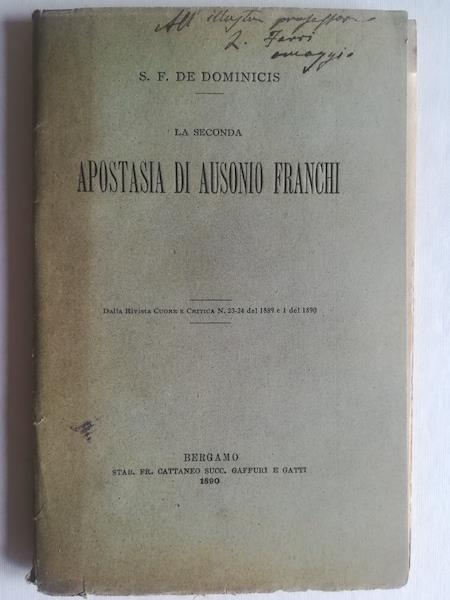 All' illustre professore
L. Ferri
omaggio
S. F. DE DOMINICIS
LA SECONDA
APOSTASIA DI AUSONIO FRANCHI
Dalla Rivista CUORE E CRITICA N. 23-24 del 1889 e 1 del 1890
BERGAMO
STAB. FR. CATTANEO SUCC. GAFFURI E GATTI
1890